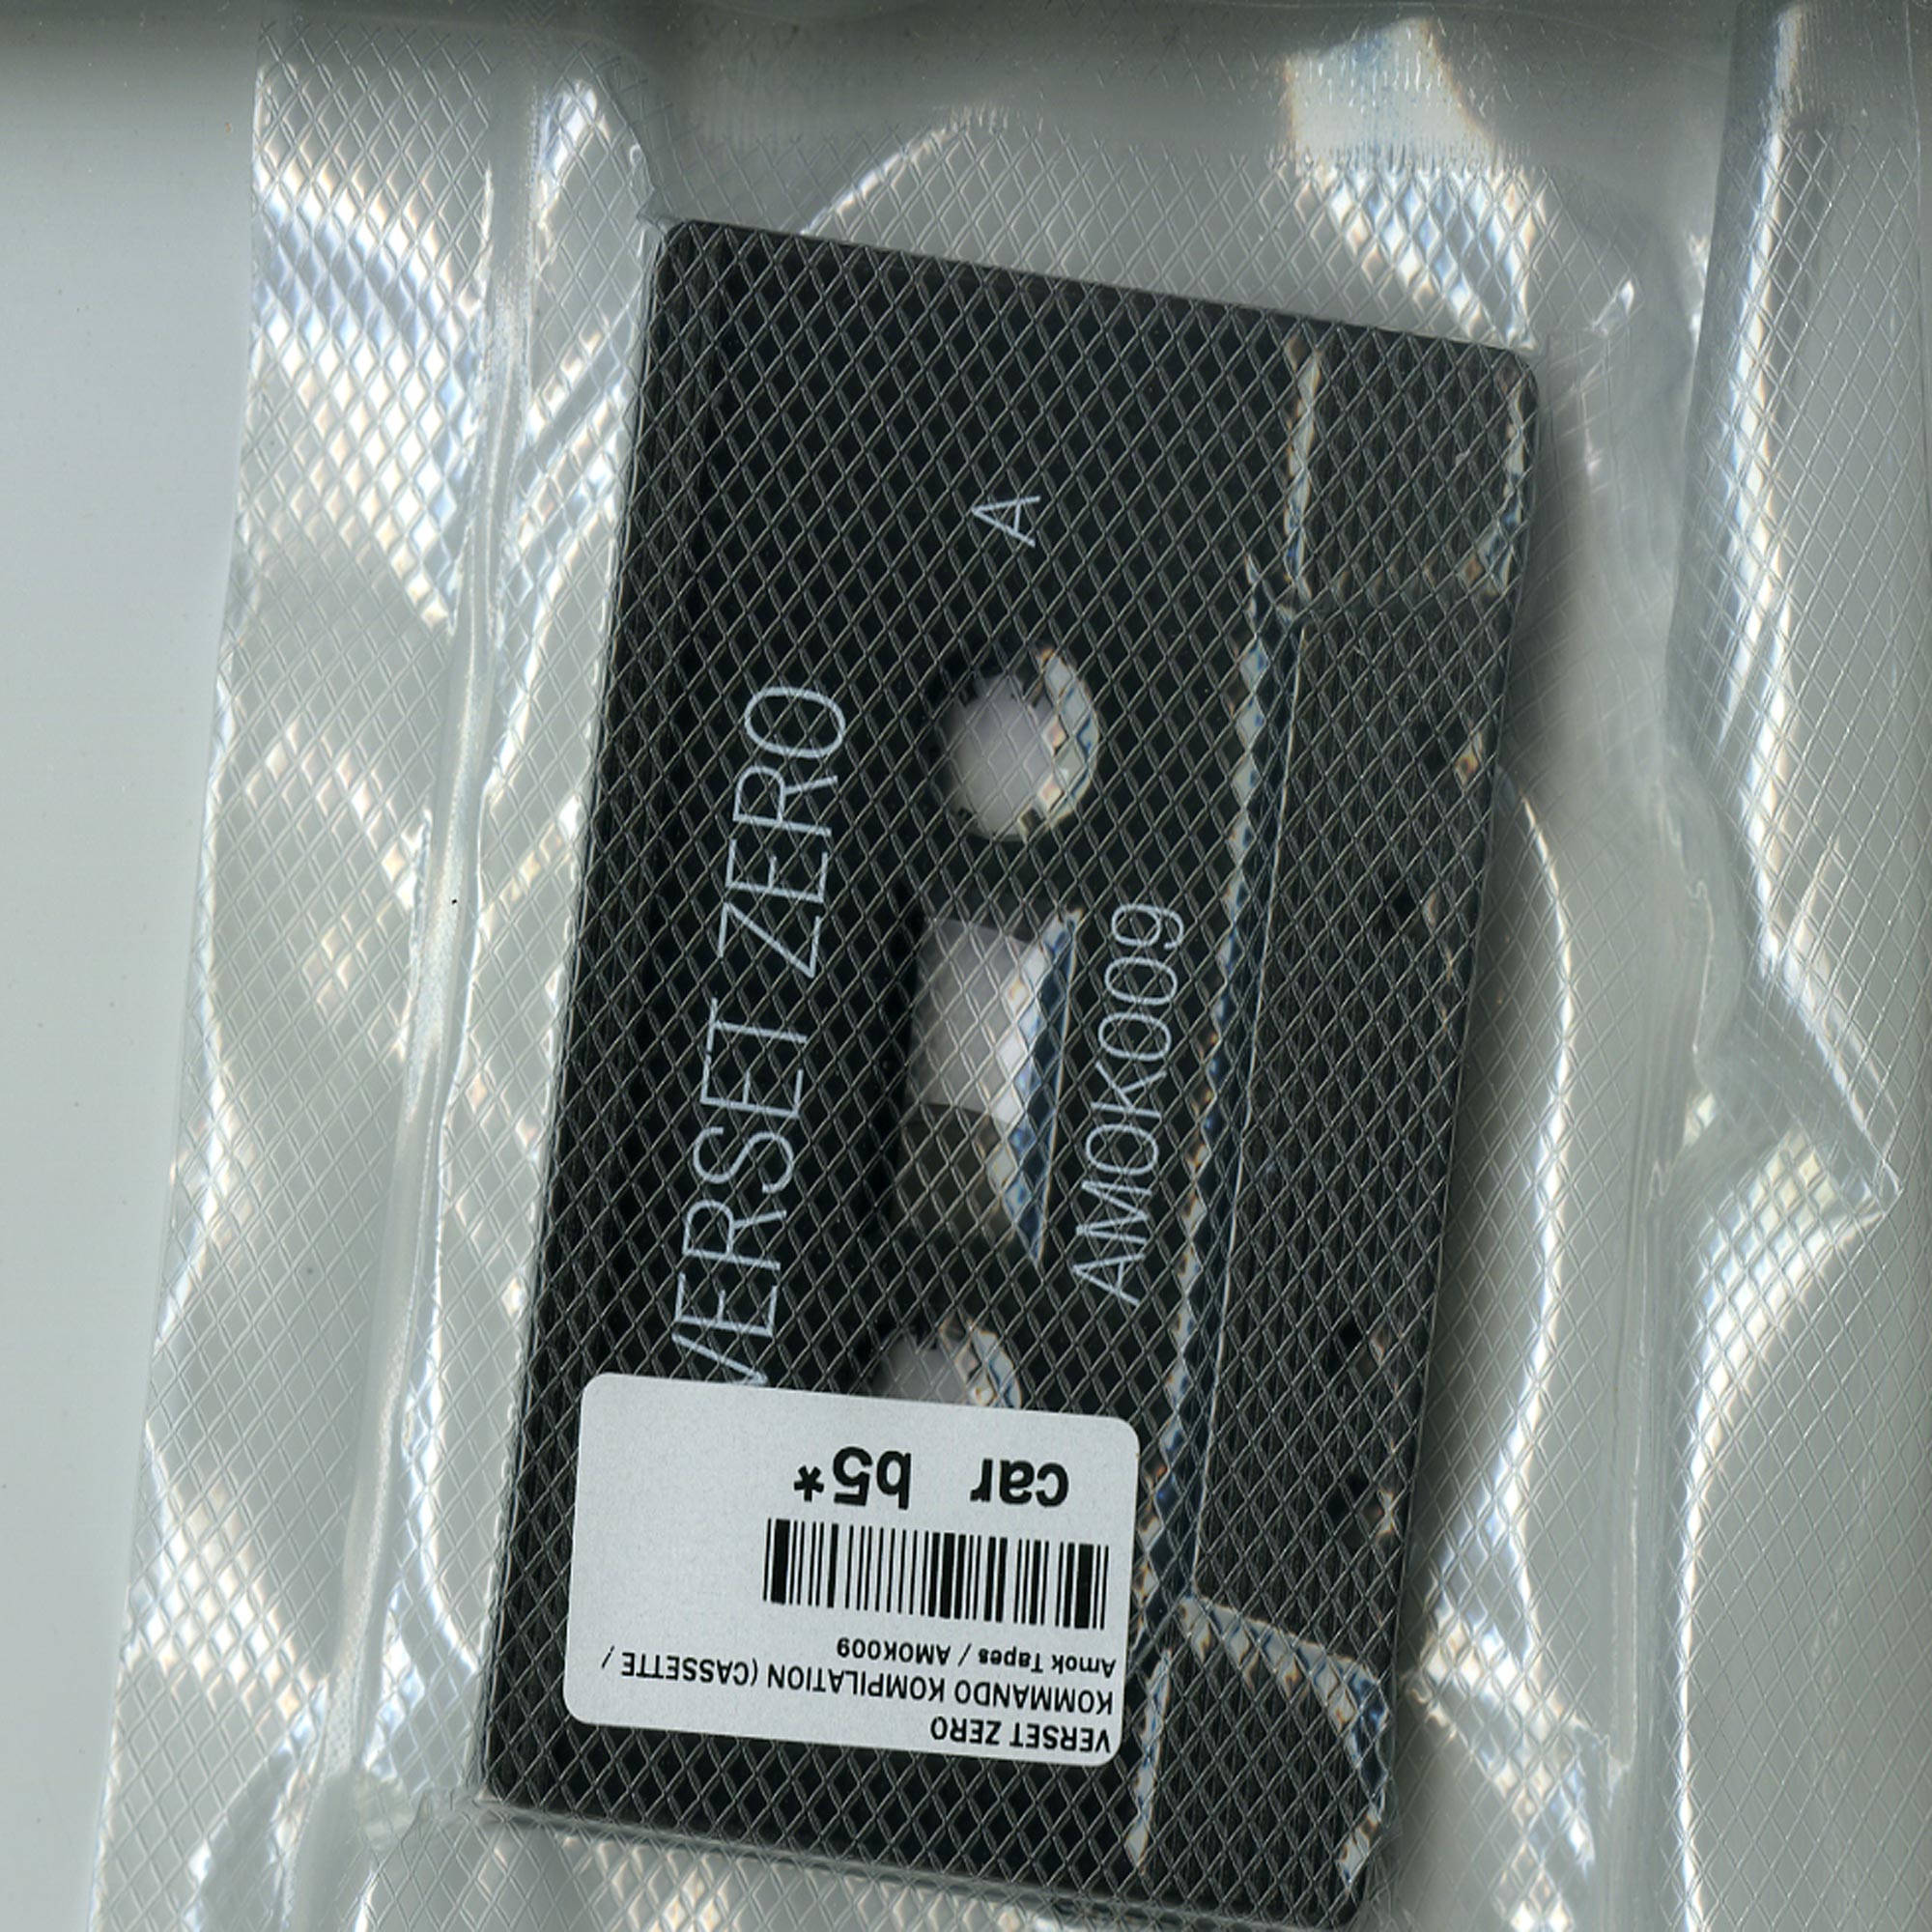 VERSET ZERO
A
AMOK009
VERSET ZERO
KOMMANDO KOMPILATION (CASSETTE /
Amok Tapes / AMOK009
car b5*